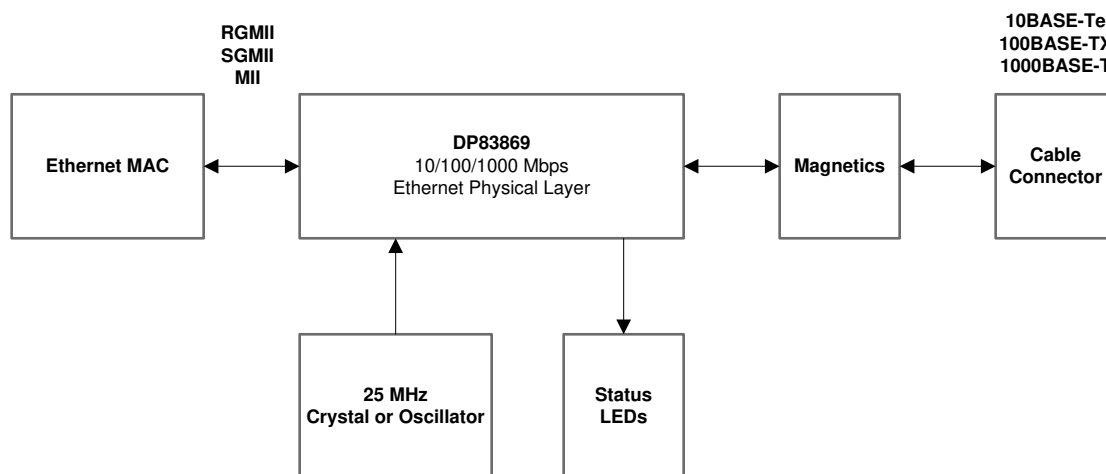 RGMII
SGMII
MII
10BASE-Te
100BASE-TX
1000BASE-T
Ethernet MAC
DP83869
10/100/1000 Mbps
Ethernet Physical Layer
Magnetics
Cable
Connector
25 MHz
Crystal or Oscillator
Status
LEDs